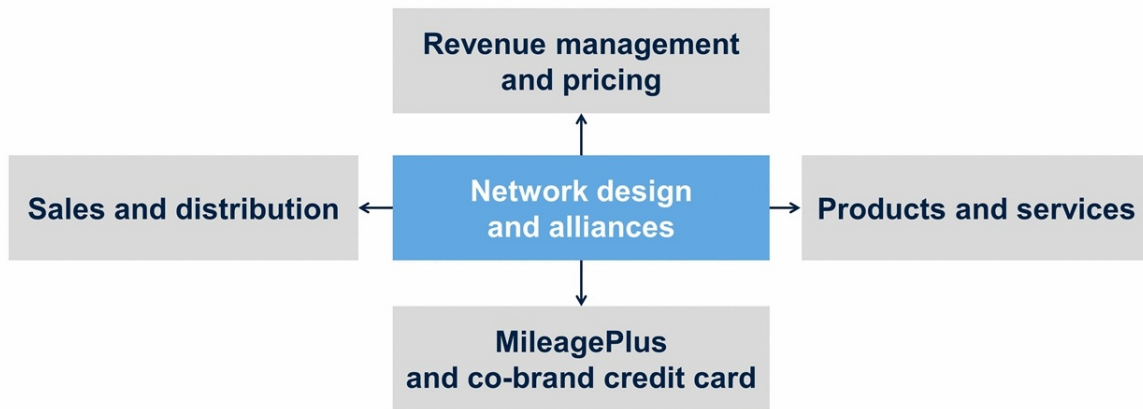 Revenue management
and pricing
Sales and distribution
Network design
and alliances
Products and services
MileagePlus
and co-brand credit card